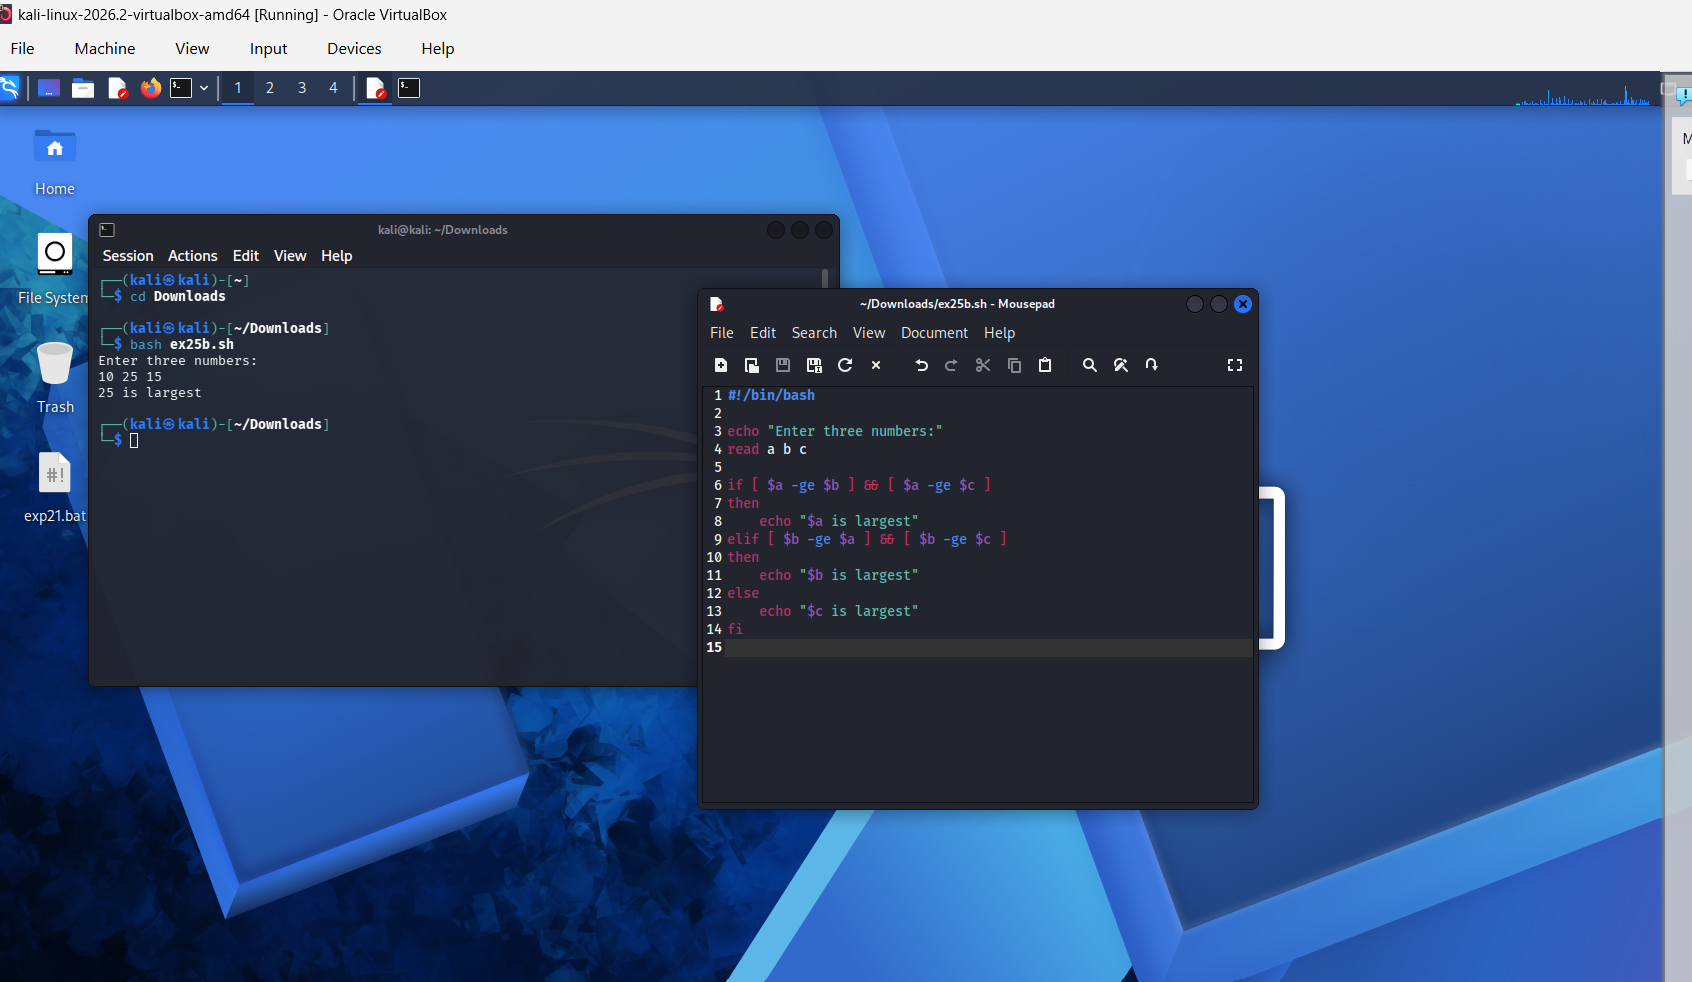 kali-linux-2026.2-virtualbox-amd64 [Running] - Oracle VirtualBox
File Machine View Input Devices Help
1 2 3 4
Home
File System
Trash
#!
exp21.bat
kali@kali: ~/Downloads
Session Actions Edit View Help
┌──(kali㉿kali)-[~]
└─$ cd Downloads
┌──(kali㉿kali)-[~/Downloads]
└─$ bash ex25b.sh
Enter three numbers:
10 25 15
25 is largest
┌──(kali㉿kali)-[~/Downloads]
└─$
~/Downloads/ex25b.sh - Mousepad
File Edit Search View Document Help
1 #!/bin/bash
2
3 echo "Enter three numbers:"
4 read a b c
5
6 if [ $a -ge $b ] && [ $a -ge $c ]
7 then
8     echo "$a is largest"
9 elif [ $b -ge $a ] && [ $b -ge $c ]
10 then
11     echo "$b is largest"
12 else
13     echo "$c is largest"
14 fi
15